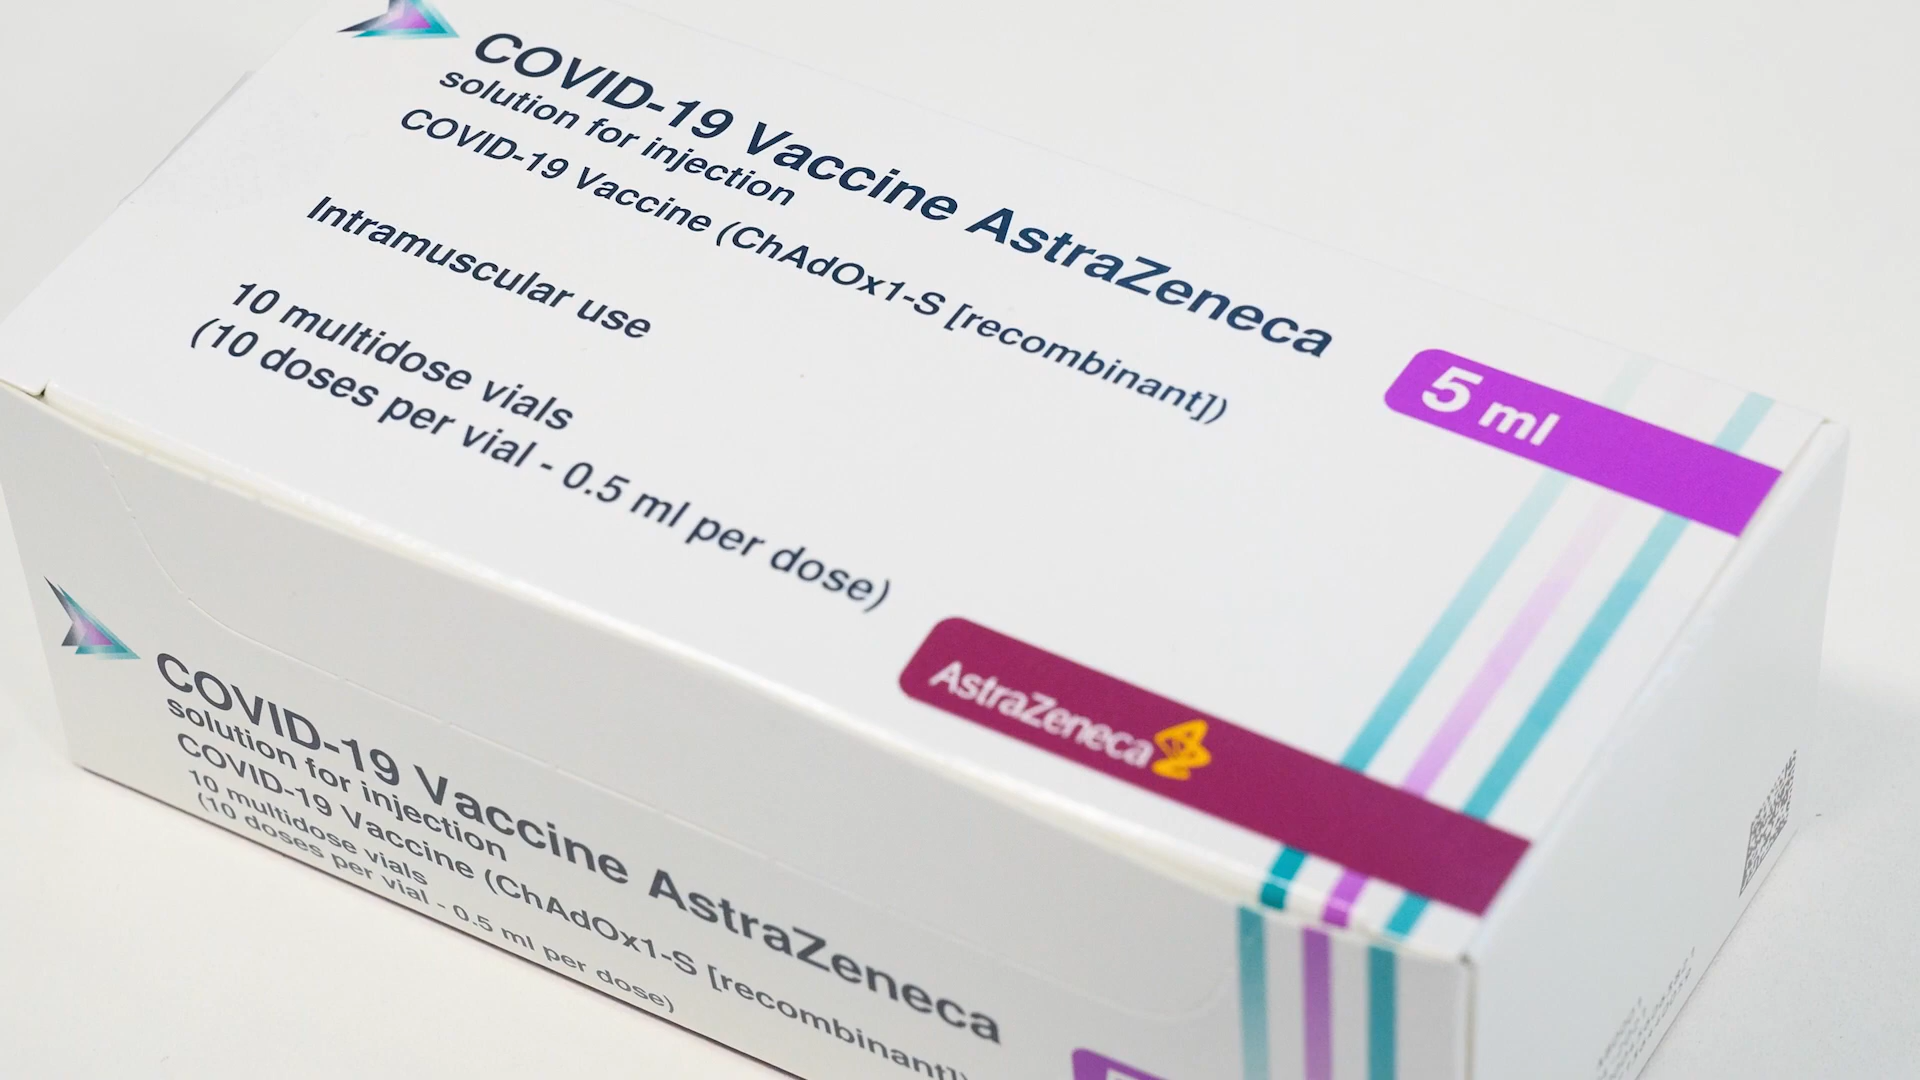 COVID-19 Vaccine AstraZeneca
solution for injection
COVID-19 Vaccine (ChAdOx1-S [recombinant])
Intramuscular use
10 multidose vials
(10 doses per vial - 0.5 ml per dose)
5 ml
AstraZeneca
COVID-19 Vaccine AstraZeneca
solution for injection
COVID-19 Vaccine (ChAdOx1-S [recombinant])
10 multidose vials
(10 doses per vial - 0.5 ml per dose)